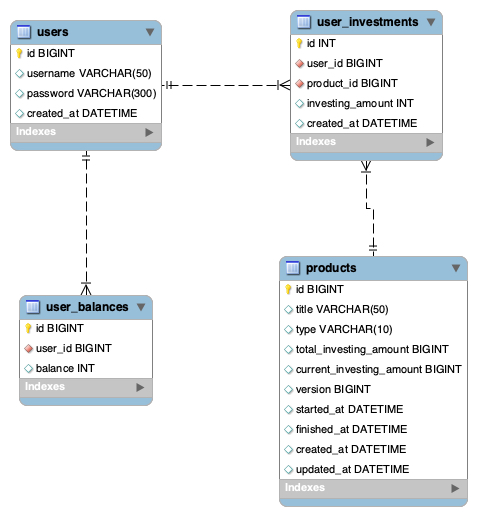 users
id BIGINT
username VARCHAR(50)
password VARCHAR(300)
created_at DATETIME
Indexes
user_investments
id INT
user_id BIGINT
product_id BIGINT
investing_amount INT
created_at DATETIME
Indexes
user_balances
id BIGINT
user_id BIGINT
balance INT
Indexes
products
id BIGINT
title VARCHAR(50)
type VARCHAR(10)
total_investing_amount BIGINT
current_investing_amount BIGINT
version BIGINT
started_at DATETIME
finished_at DATETIME
created_at DATETIME
updated_at DATETIME
Indexes